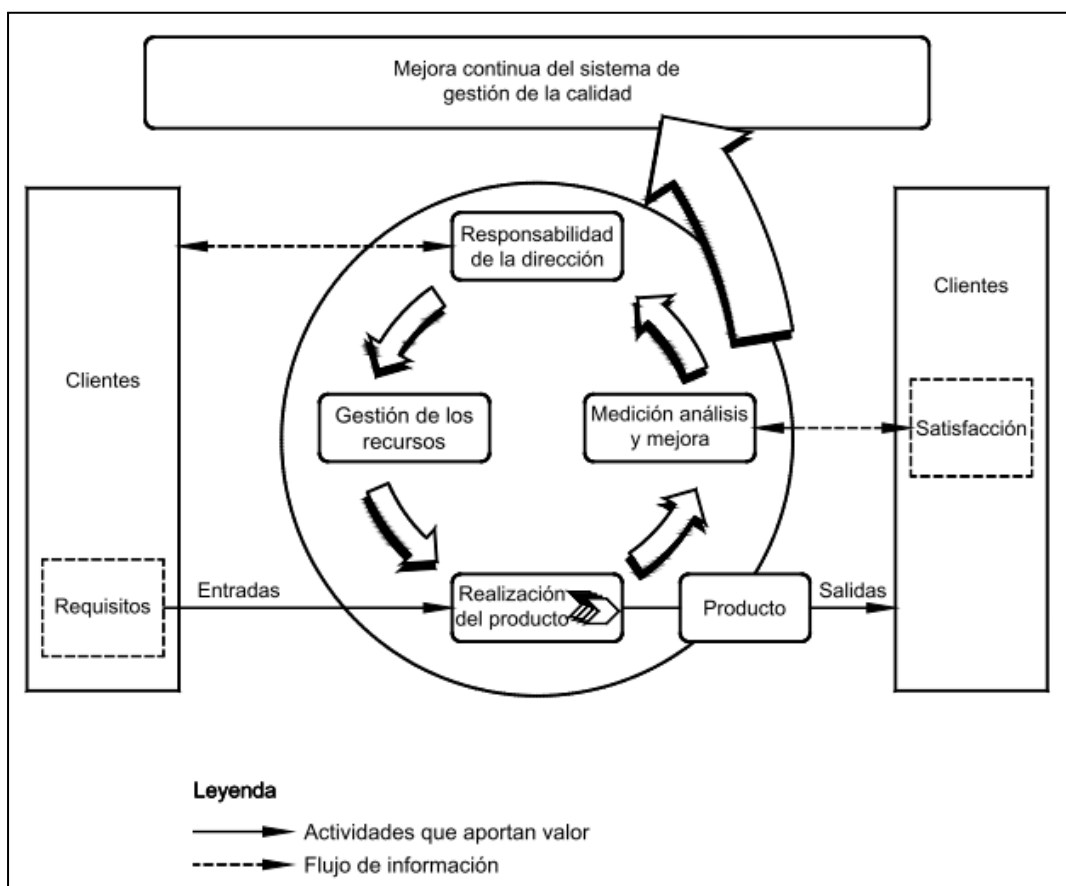 Mejora continua del sistema de
gestión de la calidad
Responsabilidad
de la dirección
Clientes
Clientes
Gestión de los
recursos
Medición análisis
y mejora
Satisfacción
Requisitos
Entradas
Realización
del producto
Producto
Salidas
Leyenda
Actividades que aportan valor
Flujo de información